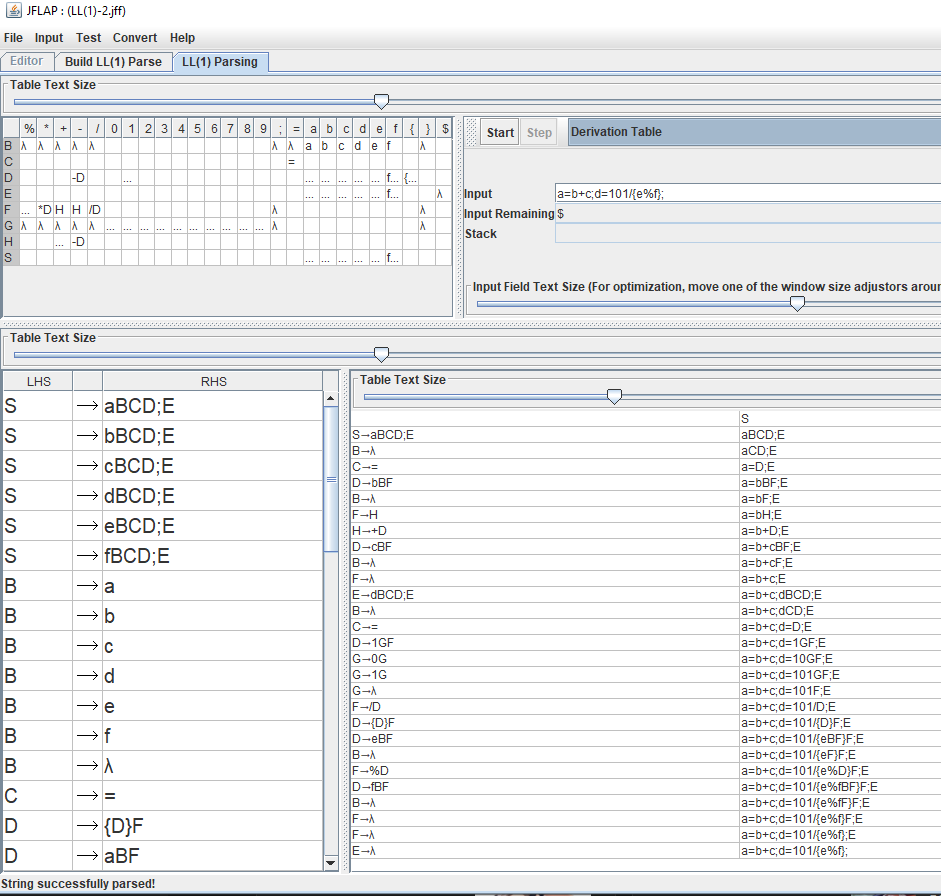 JFLAP : (LL(1)-2.jff)
File Input Test Convert Help
Editor Build LL(1) Parse LL(1) Parsing
Table Text Size
% * + - / 0 1 2 3 4 5 6 7 8 9 ; = a b c d e f { } $
B λ λ λ λ λ λ λ a b c d e f λ
C =
D -D ... ... ... ... ... ... f... {...
E ... ... ... ... ... f... λ
F ... *D H H /D λ λ
G λ λ λ λ λ ... ... ... ... ... ... ... ... ... ... λ λ
H ... -D
S ... ... ... ... ... f...
Start Step Derivation Table
Input a=b+c;d=101/{e%f};
Input Remaining $
Stack
Input Field Text Size (For optimization, move one of the window size adjustors arour
Table Text Size
LHS RHS
S → aBCD;E
S → bBCD;E
S → cBCD;E
S → dBCD;E
S → eBCD;E
S → fBCD;E
B → a
B → b
B → c
B → d
B → e
B → f
B → λ
C → =
D → {D}F
D → aBF
Table Text Size
S
S→aBCD;E aBCD;E
B→λ aCD;E
C→= a=D;E
D→bBF a=bBF;E
B→λ a=bF;E
F→H a=bH;E
H→+D a=b+D;E
D→cBF a=b+cBF;E
B→λ a=b+cF;E
F→λ a=b+c;E
E→dBCD;E a=b+c;dBCD;E
B→λ a=b+c;dCD;E
C→= a=b+c;d=D;E
D→1GF a=b+c;d=1GF;E
G→0G a=b+c;d=10GF;E
G→1G a=b+c;d=101GF;E
G→λ a=b+c;d=101F;E
F→/D a=b+c;d=101/D;E
D→{D}F a=b+c;d=101/{D}F;E
D→eBF a=b+c;d=101/{eBF}F;E
B→λ a=b+c;d=101/{eF}F;E
F→%D a=b+c;d=101/{e%D}F;E
D→fBF a=b+c;d=101/{e%fBF}F;E
B→λ a=b+c;d=101/{e%fF}F;E
F→λ a=b+c;d=101/{e%f}F;E
F→λ a=b+c;d=101/{e%f};E
E→λ a=b+c;d=101/{e%f};
String successfully parsed!